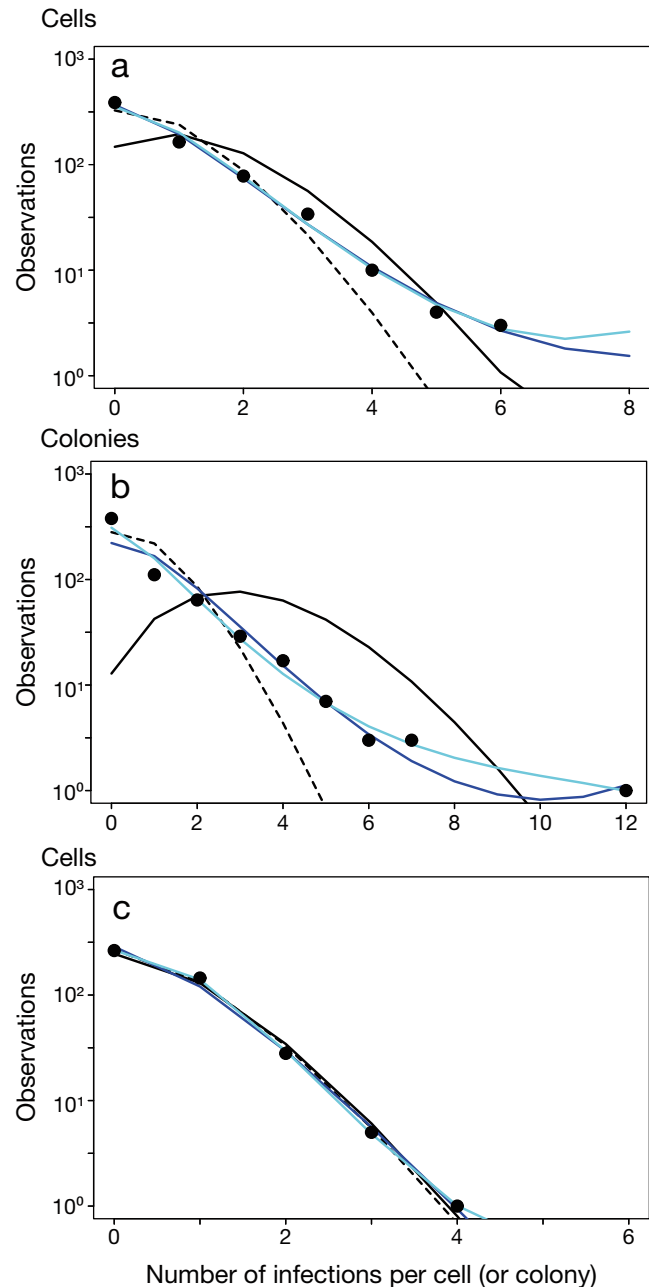 Cells
a
10³
10²
10¹
10⁰
Observations
0 2 4 6 8
Colonies
b
10³
10²
10¹
10⁰
Observations
0 2 4 6 8 10 12
Cells
c
10³
10²
10¹
10⁰
Observations
0 2 4 6
Number of infections per cell (or colony)